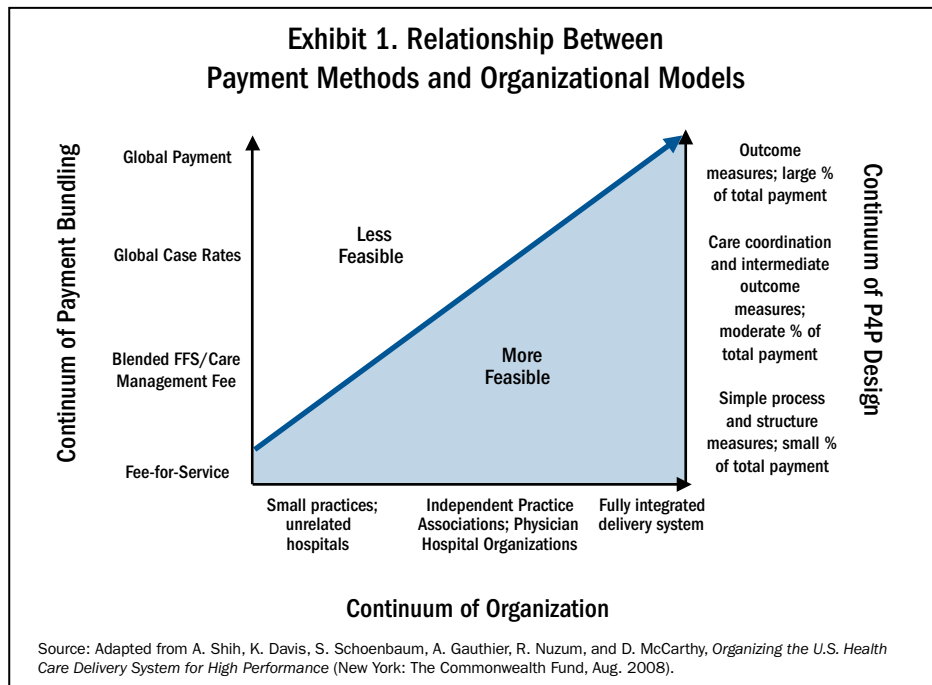 Exhibit 1. Relationship Between
Payment Methods and Organizational Models
Continuum of Payment Bundling
Global Payment
Global Case Rates
Blended FFS/Care
Management Fee
Fee-for-Service
Less
Feasible
More
Feasible
Outcome
measures; large %
of total payment
Care coordination
and intermediate
outcome
measures;
moderate % of
total payment
Simple process
and structure
measures; small %
of total payment
Continuum of P4P Design
Small practices;
unrelated
hospitals
Independent Practice
Associations; Physician
Hospital Organizations
Fully integrated
delivery system
Continuum of Organization
Source: Adapted from A. Shih, K. Davis, S. Schoenbaum, A. Gauthier, R. Nuzum, and D. McCarthy, Organizing the U.S. Health
Care Delivery System for High Performance (New York: The Commonwealth Fund, Aug. 2008).